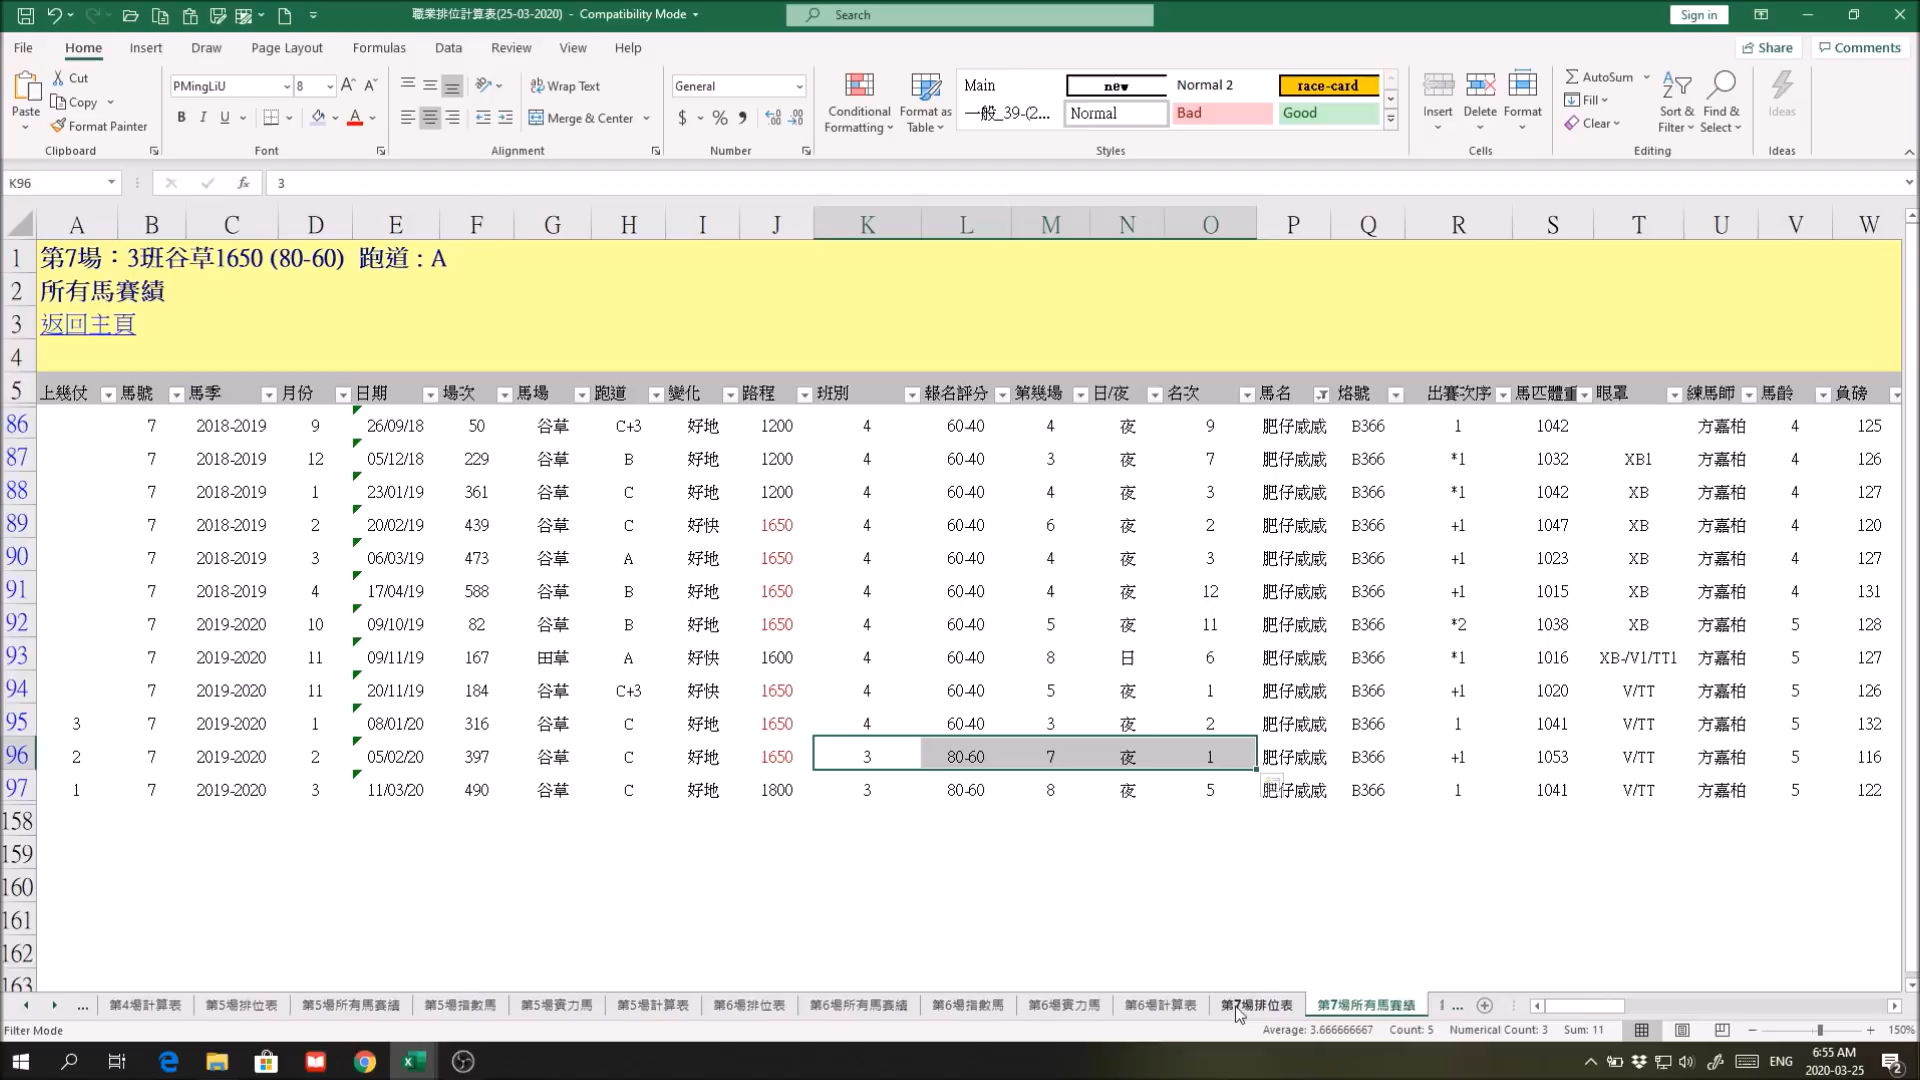 職業排位計算表(25-03-2020) - Compatibility Mode
Search
Sign in
File Home Insert Draw Page Layout Formulas Data Review View Help
Share Comments
Paste
Cut
Copy
Format Painter
Clipboard
PMingLiU 8
B I U
Font
Wrap Text
Merge & Center
Alignment
General
$ % ,
Number
Conditional Formatting
Format as Table
Main new Normal 2 race-card
一般_39-(2... Normal Bad Good
Styles
Insert Delete Format
Cells
AutoSum
Fill
Clear
Sort & Filter
Find & Select
Editing
Ideas
Ideas
K96 fx 3
A B C D E F G H I J K L M N O P Q R S T U V W
1 第7場：3班谷草1650 (80-60) 跑道 : A
2 所有馬賽績
3 返回主頁
4
5 上幾仗 馬號 馬季 月份 日期 場次 馬場 跑道 變化 路程 班別 報名評分 第幾場 日/夜 名次 馬名 烙號 出賽次序 馬匹體重 眼罩 練馬師 馬齡 負磅
86 7 2018-2019 9 26/09/18 50 谷草 C+3 好地 1200 4 60-40 4 夜 9 肥仔威威 B366 1 1042 方嘉柏 4 125
87 7 2018-2019 12 05/12/18 229 谷草 B 好地 1200 4 60-40 3 夜 7 肥仔威威 B366 *1 1032 XB1 方嘉柏 4 126
88 7 2018-2019 1 23/01/19 361 谷草 C 好地 1200 4 60-40 4 夜 3 肥仔威威 B366 *1 1042 XB 方嘉柏 4 127
89 7 2018-2019 2 20/02/19 439 谷草 C 好快 1650 4 60-40 6 夜 2 肥仔威威 B366 +1 1047 XB 方嘉柏 4 120
90 7 2018-2019 3 06/03/19 473 谷草 A 好地 1650 4 60-40 4 夜 3 肥仔威威 B366 +1 1023 XB 方嘉柏 4 127
91 7 2018-2019 4 17/04/19 588 谷草 B 好地 1650 4 60-40 4 夜 12 肥仔威威 B366 +1 1015 XB 方嘉柏 4 131
92 7 2019-2020 10 09/10/19 82 谷草 B 好地 1650 4 60-40 5 夜 11 肥仔威威 B366 *2 1038 XB 方嘉柏 5 128
93 7 2019-2020 11 09/11/19 167 田草 A 好快 1600 4 60-40 8 日 6 肥仔威威 B366 *1 1016 XB-/V1/TT1 方嘉柏 5 127
94 7 2019-2020 11 20/11/19 184 谷草 C+3 好快 1650 4 60-40 5 夜 1 肥仔威威 B366 +1 1020 V/TT 方嘉柏 5 126
95 3 7 2019-2020 1 08/01/20 316 谷草 C 好地 1650 4 60-40 3 夜 2 肥仔威威 B366 1 1041 V/TT 方嘉柏 5 132
96 2 7 2019-2020 2 05/02/20 397 谷草 C 好地 1650 3 80-60 7 夜 1 肥仔威威 B366 +1 1053 V/TT 方嘉柏 5 116
97 1 7 2019-2020 3 11/03/20 490 谷草 C 好地 1800 3 80-60 8 夜 5 肥仔威威 B366 1 1041 V/TT 方嘉柏 5 122
158
159
160
161
162
163
... 第4場計算表 第5場排位表 第5場所有馬賽績 第5場指數馬 第5場實力馬 第5場計算表 第6場排位表 第6場所有馬賽績 第6場指數馬 第6場實力馬 第6場計算表 第7場排位表 第7場所有馬賽績 ...
Filter Mode Average: 3.666666667 Count: 5 Numerical Count: 3 Sum: 11 150%
ENG 6:55 AM
2020-03-25
2